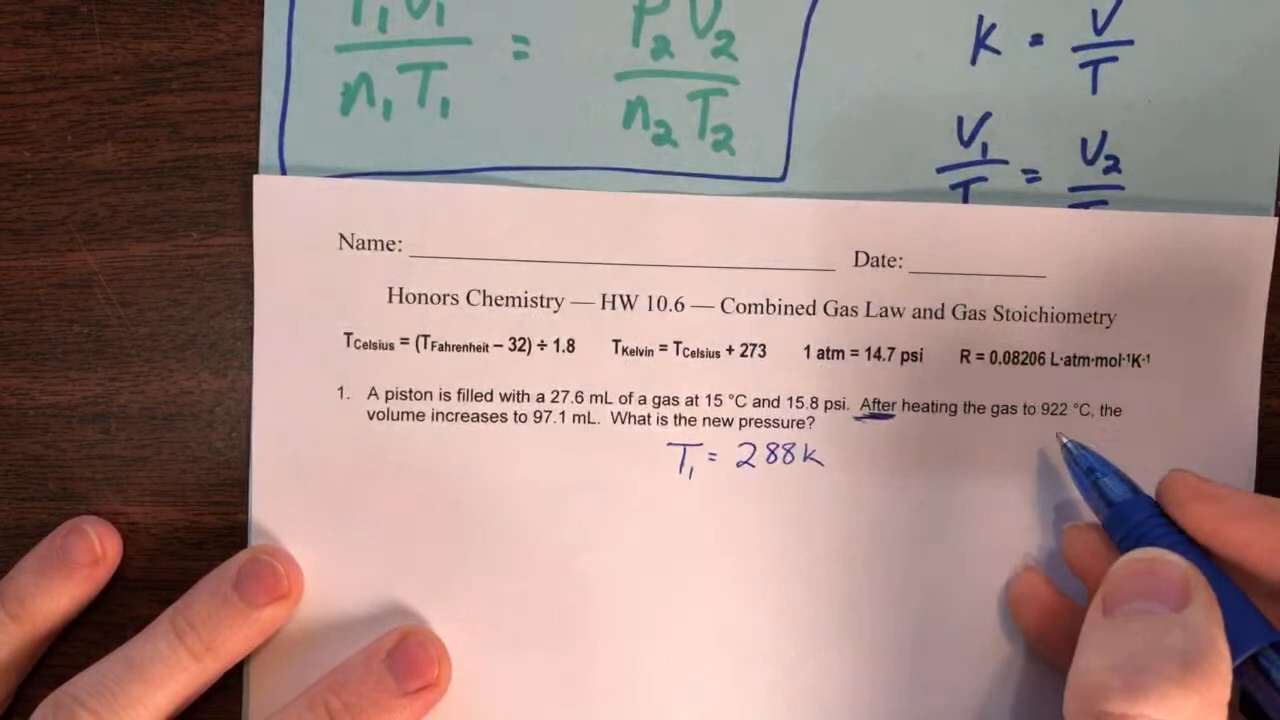 P₁V₁ = P₂V₂
n₁T₁ n₂T₂
K = V
T
V₁ = V₂
T
Name: Date:
Honors Chemistry — HW 10.6 — Combined Gas Law and Gas Stoichiometry
TCelsius = (TFahrenheit – 32) ÷ 1.8 TKelvin = TCelsius + 273 1 atm = 14.7 psi R = 0.08206 L·atm·mol-1K-1
1. A piston is filled with a 27.6 mL of a gas at 15 °C and 15.8 psi. After heating the gas to 922 °C, the
volume increases to 97.1 mL. What is the new pressure?
T₁ = 288K